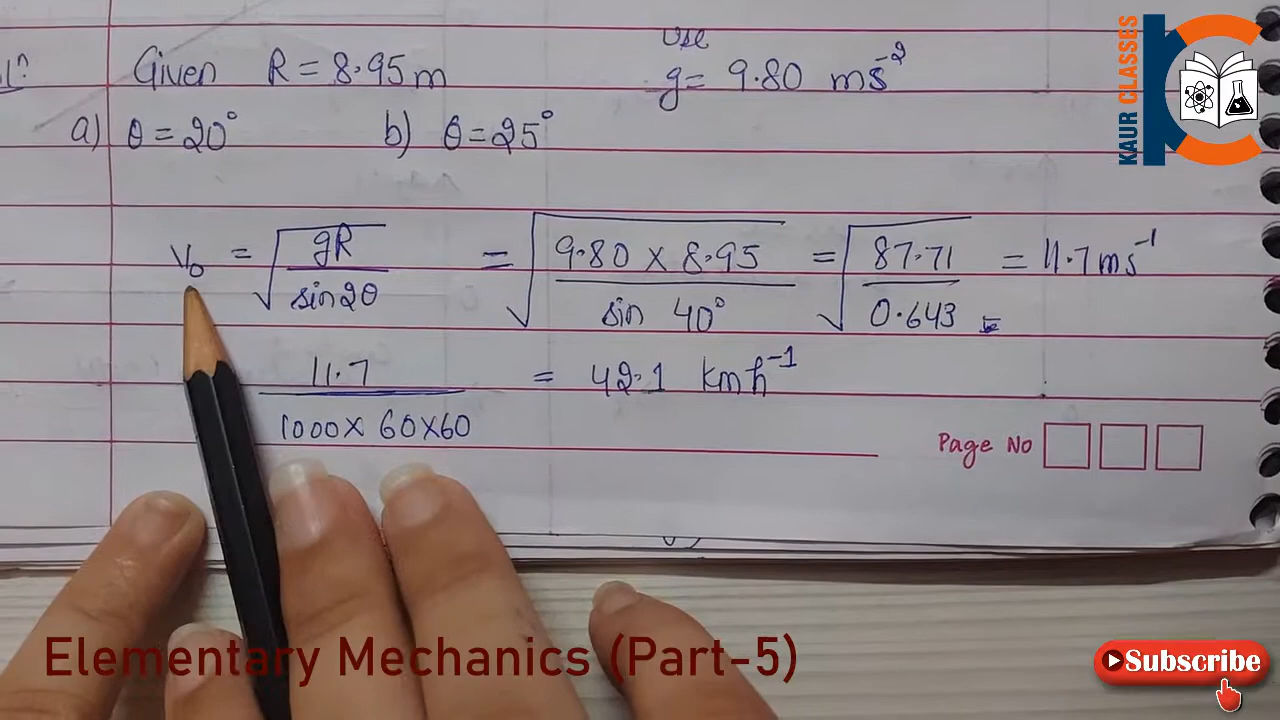 use
Given R = 8.95 m g = 9.80 ms⁻²
a) θ = 20° b) θ = 25°
v₀ = √(gR / sin 2θ) = √(9.80 × 8.95 / sin 40°) = √(87.71 / 0.643) = 11.7 ms⁻¹
11.7 / 1000 × 60 × 60 = 42.1 kmh⁻¹
Page No
KAUR CLASSES
Elementary Mechanics (Part-5)
Subscribe